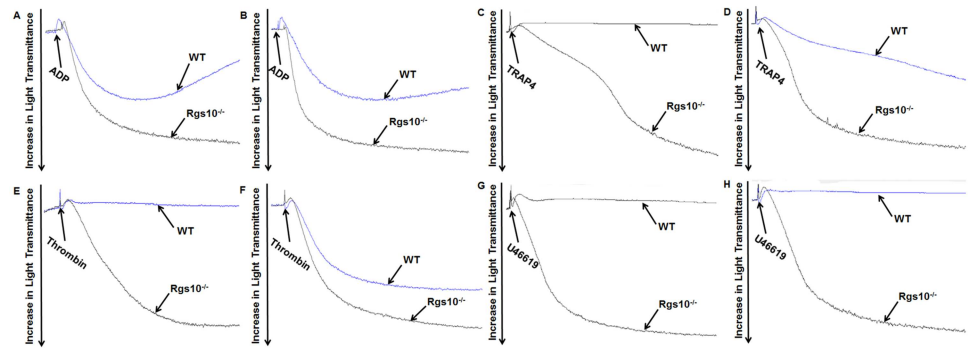 A
Increase in Light Transmittance
ADP
WT
Rgs10-/-
B
Increase in Light Transmittance
ADP
WT
Rgs10-/-
C
Increase in Light Transmittance
TRAP4
WT
Rgs10-/-
D
Increase in Light Transmittance
TRAP4
WT
Rgs10-/-
E
Increase in Light Transmittance
Thrombin
WT
Rgs10-/-
F
Increase in Light Transmittance
Thrombin
WT
Rgs10-/-
G
Increase in Light Transmittance
U46619
WT
Rgs10-/-
H
Increase in Light Transmittance
U46619
WT
Rgs10-/-